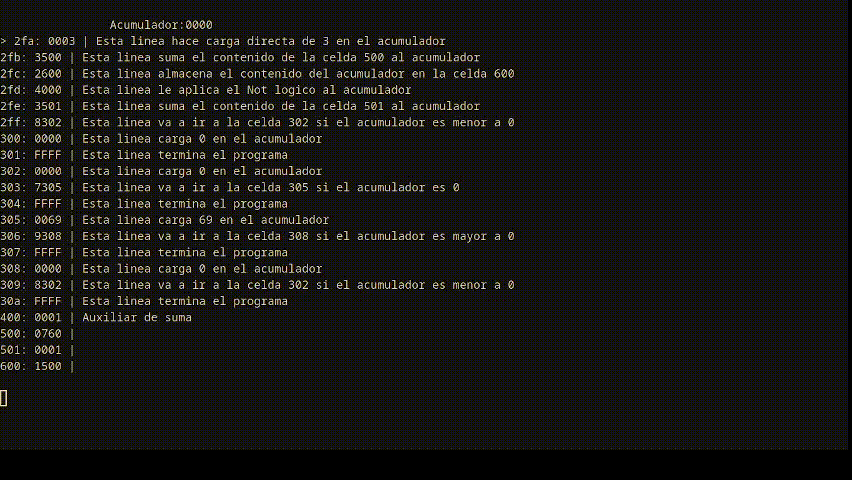 Acumulador:0000
> 2fa: 0003 | Esta linea hace carga directa de 3 en el acumulador
2fb: 3500 | Esta linea suma el contenido de la celda 500 al acumulador
2fc: 2600 | Esta linea almacena el contenido del acumulador en la celda 600
2fd: 4000 | Esta linea le aplica el Not logico al acumulador
2fe: 3501 | Esta linea suma el contenido de la celda 501 al acumulador
2ff: 8302 | Esta linea va a ir a la celda 302 si el acumulador es menor a 0
300: 0000 | Esta linea carga 0 en el acumulador
301: FFFF | Esta linea termina el programa
302: 0000 | Esta linea carga 0 en el acumulador
303: 7305 | Esta linea va a ir a la celda 305 si el acumulador es 0
304: FFFF | Esta linea termina el programa
305: 0069 | Esta linea carga 69 en el acumulador
306: 9308 | Esta linea va a ir a la celda 308 si el acumulador es mayor a 0
307: FFFF | Esta linea termina el programa
308: 0000 | Esta linea carga 0 en el acumulador
309: 8302 | Esta linea va a ir a la celda 302 si el acumulador es menor a 0
30a: FFFF | Esta linea termina el programa
400: 0001 | Auxiliar de suma
500: 0760 |
501: 0001 |
600: 1500 |